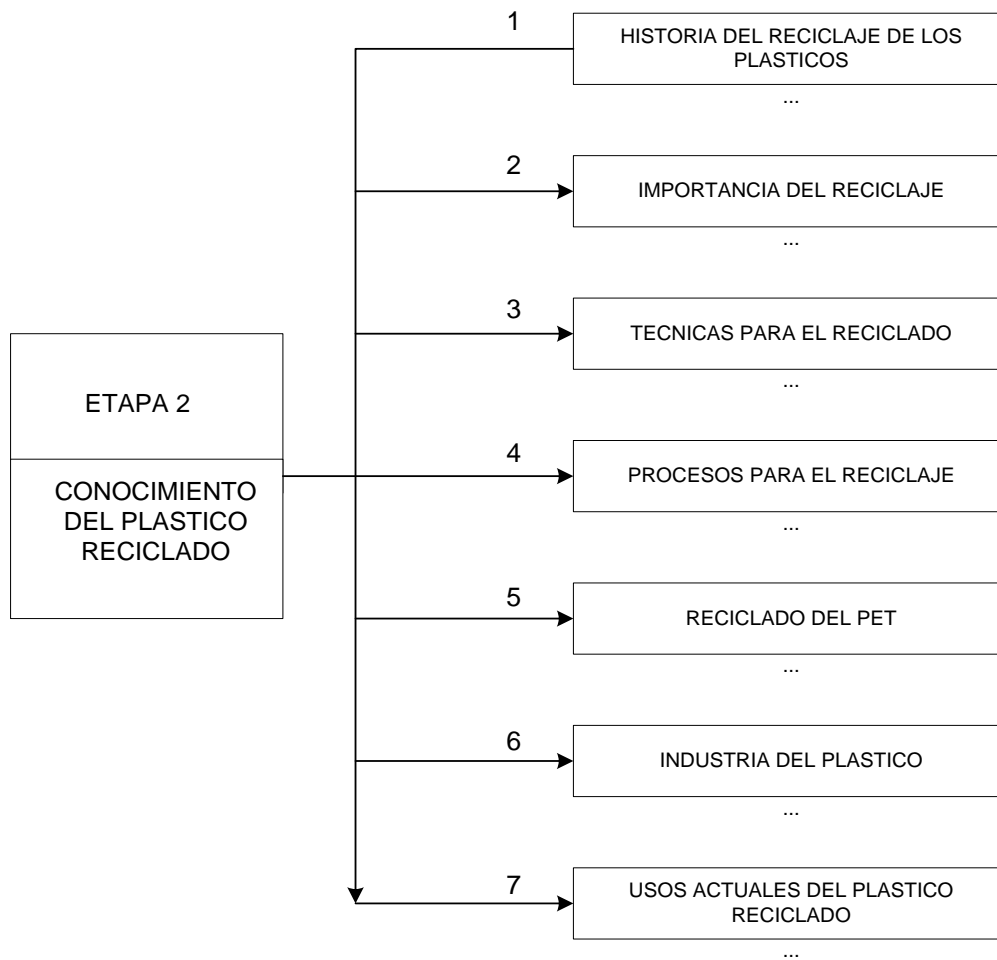 1
HISTORIA DEL RECICLAJE DE LOS
PLASTICOS
...
2
IMPORTANCIA DEL RECICLAJE
...
3
TECNICAS PARA EL RECICLADO
...
ETAPA 2
CONOCIMIENTO
DEL PLASTICO
RECICLADO
4
PROCESOS PARA EL RECICLAJE
...
5
RECICLADO DEL PET
...
6
INDUSTRIA DEL PLASTICO
...
7
USOS ACTUALES DEL PLASTICO
RECICLADO
...